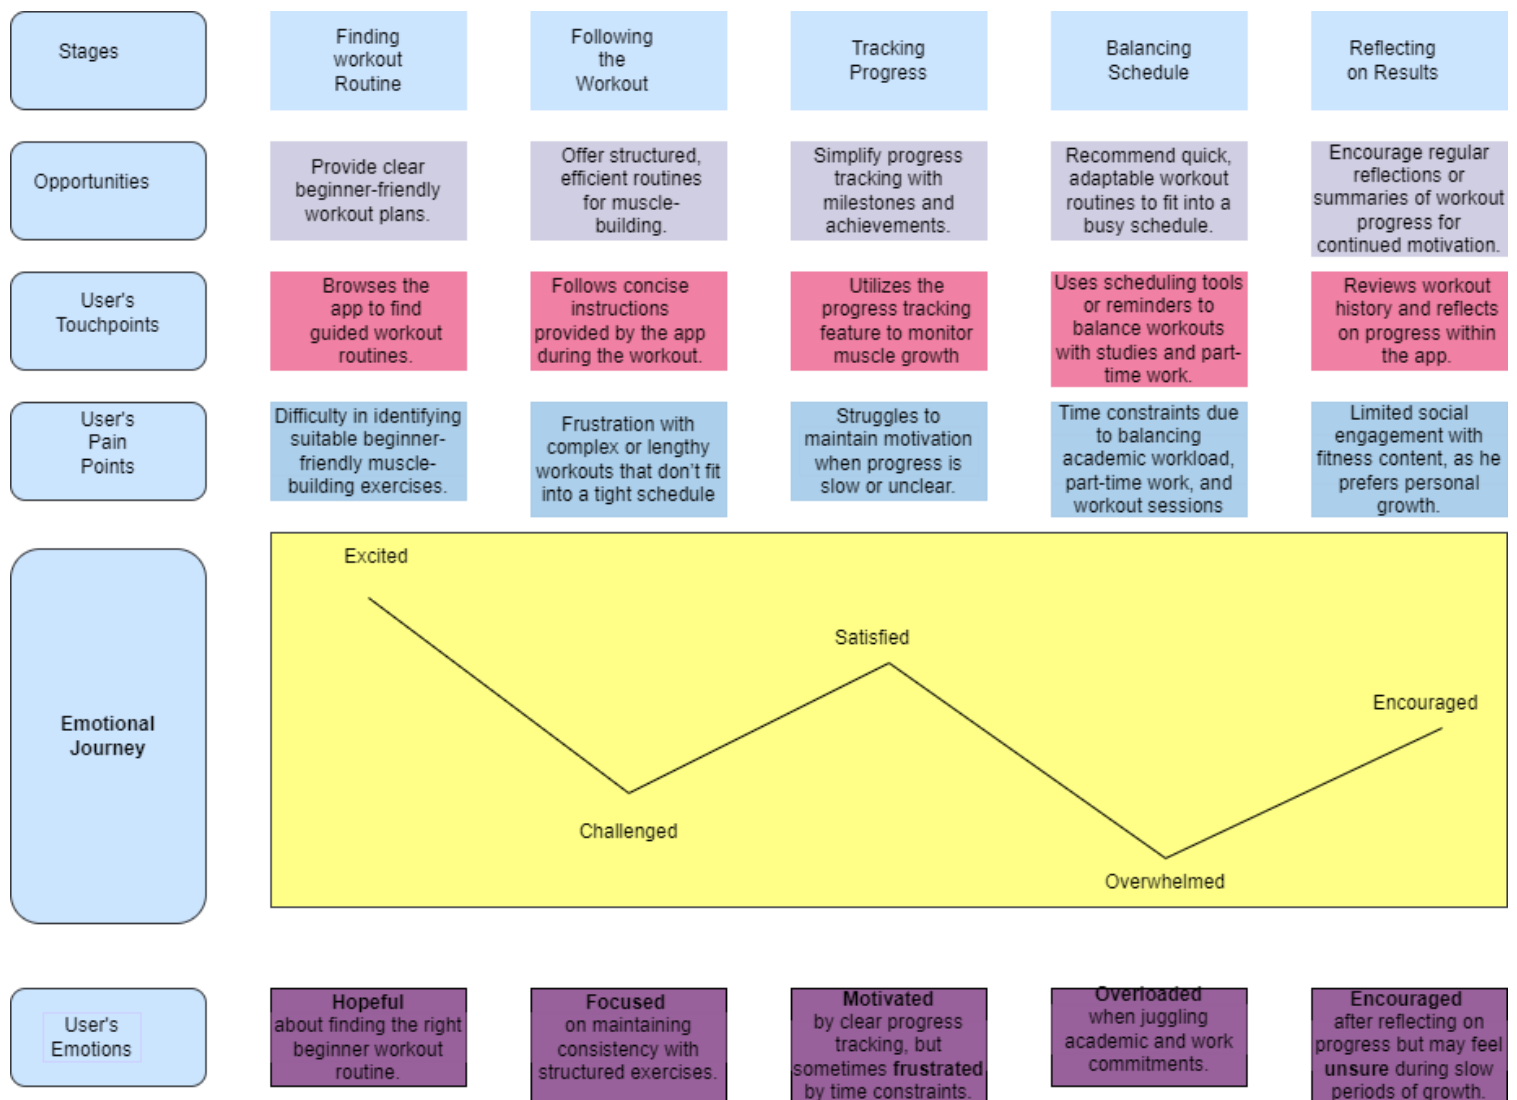 Stages
Finding
workout
Routine
Following
the
Workout
Tracking
Progress
Balancing
Schedule
Reflecting
on Results
Opportunities
Provide clear
beginner-friendly
workout plans.
Offer structured,
efficient routines
for muscle-
building.
Simplify progress
tracking with
milestones and
achievements.
Recommend quick,
adaptable workout
routines to fit into a
busy schedule.
Encourage regular
reflections or
summaries of workout
progress for
continued motivation.
User's
Touchpoints
Browses the
app to find
guided workout
routines.
Follows concise
instructions
provided by the app
during the workout.
Utilizes the
progress tracking
feature to monitor
muscle growth
Uses scheduling tools
or reminders to
balance workouts
with studies and part-
time work.
Reviews workout
history and reflects
on progress within
the app.
User's
Pain
Points
Difficulty in identifying
suitable beginner-
friendly muscle-
building exercises.
Frustration with
complex or lengthy
workouts that don't fit
into a tight schedule
Struggles to
maintain motivation
when progress is
slow or unclear.
Time constraints due
to balancing
academic workload,
part-time work, and
workout sessions
Limited social
engagement with
fitness content, as he
prefers personal
growth.
Emotional
Journey
Excited
Challenged
Satisfied
Overwhelmed
Encouraged
User's
Emotions
Hopeful
about finding the right
beginner workout
routine.
Focused
on maintaining
consistency with
structured exercises.
Motivated
by clear progress
tracking, but
sometimes frustrated
by time constraints.
Overloaded
when juggling
academic and work
commitments.
Encouraged
after reflecting on
progress but may feel
unsure during slow
periods of growth.